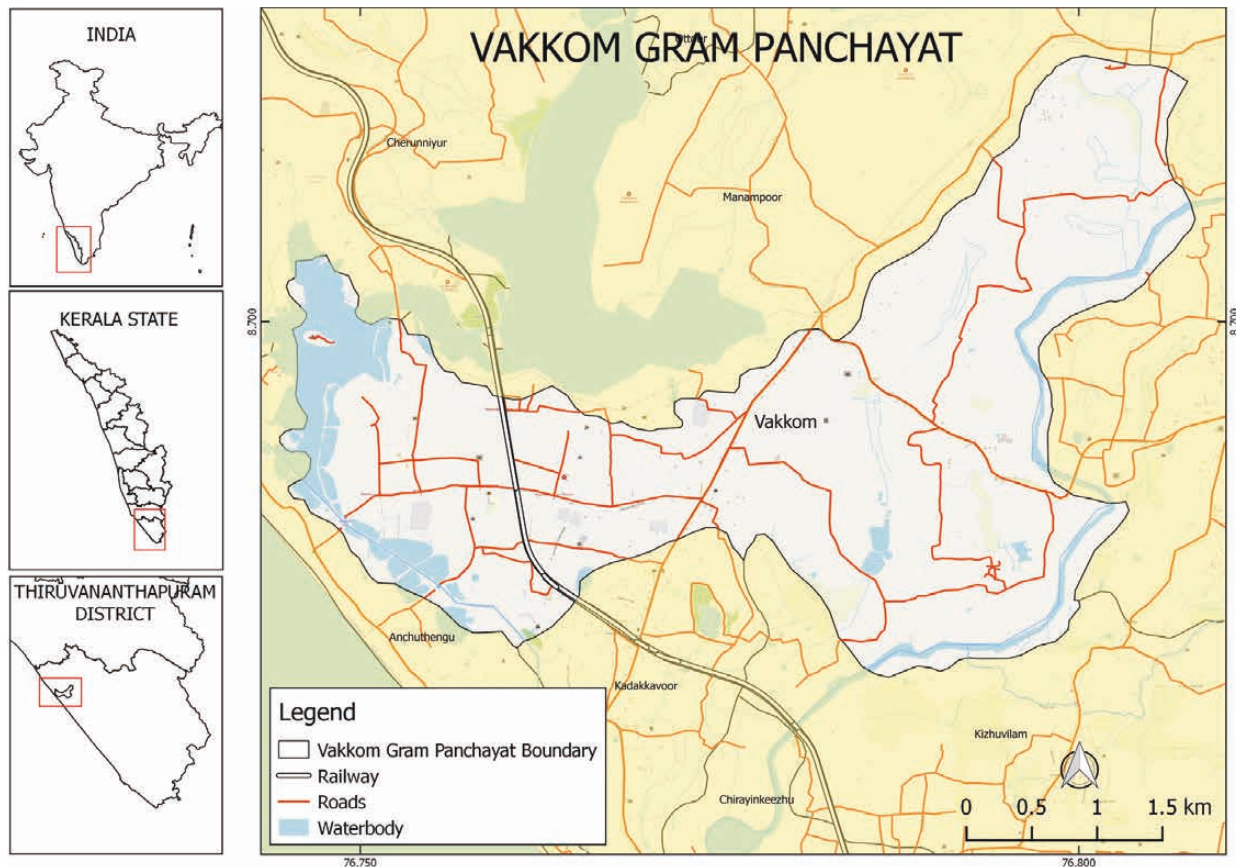 INDIA
KERALA STATE
THIRUVANANTHAPURAM
DISTRICT
VAKKOM GRAM PANCHAYAT
Ottoor
Cherunniyur
Manampoor
8.700
8.700
Vakkom
Anchuthengu
Kadakkavoor
Kizhuvilam
Chirayinkeezhu
Legend
Vakkom Gram Panchayat Boundary
Railway
Roads
Waterbody
0 0.5 1 1.5 km
76.750
76.800